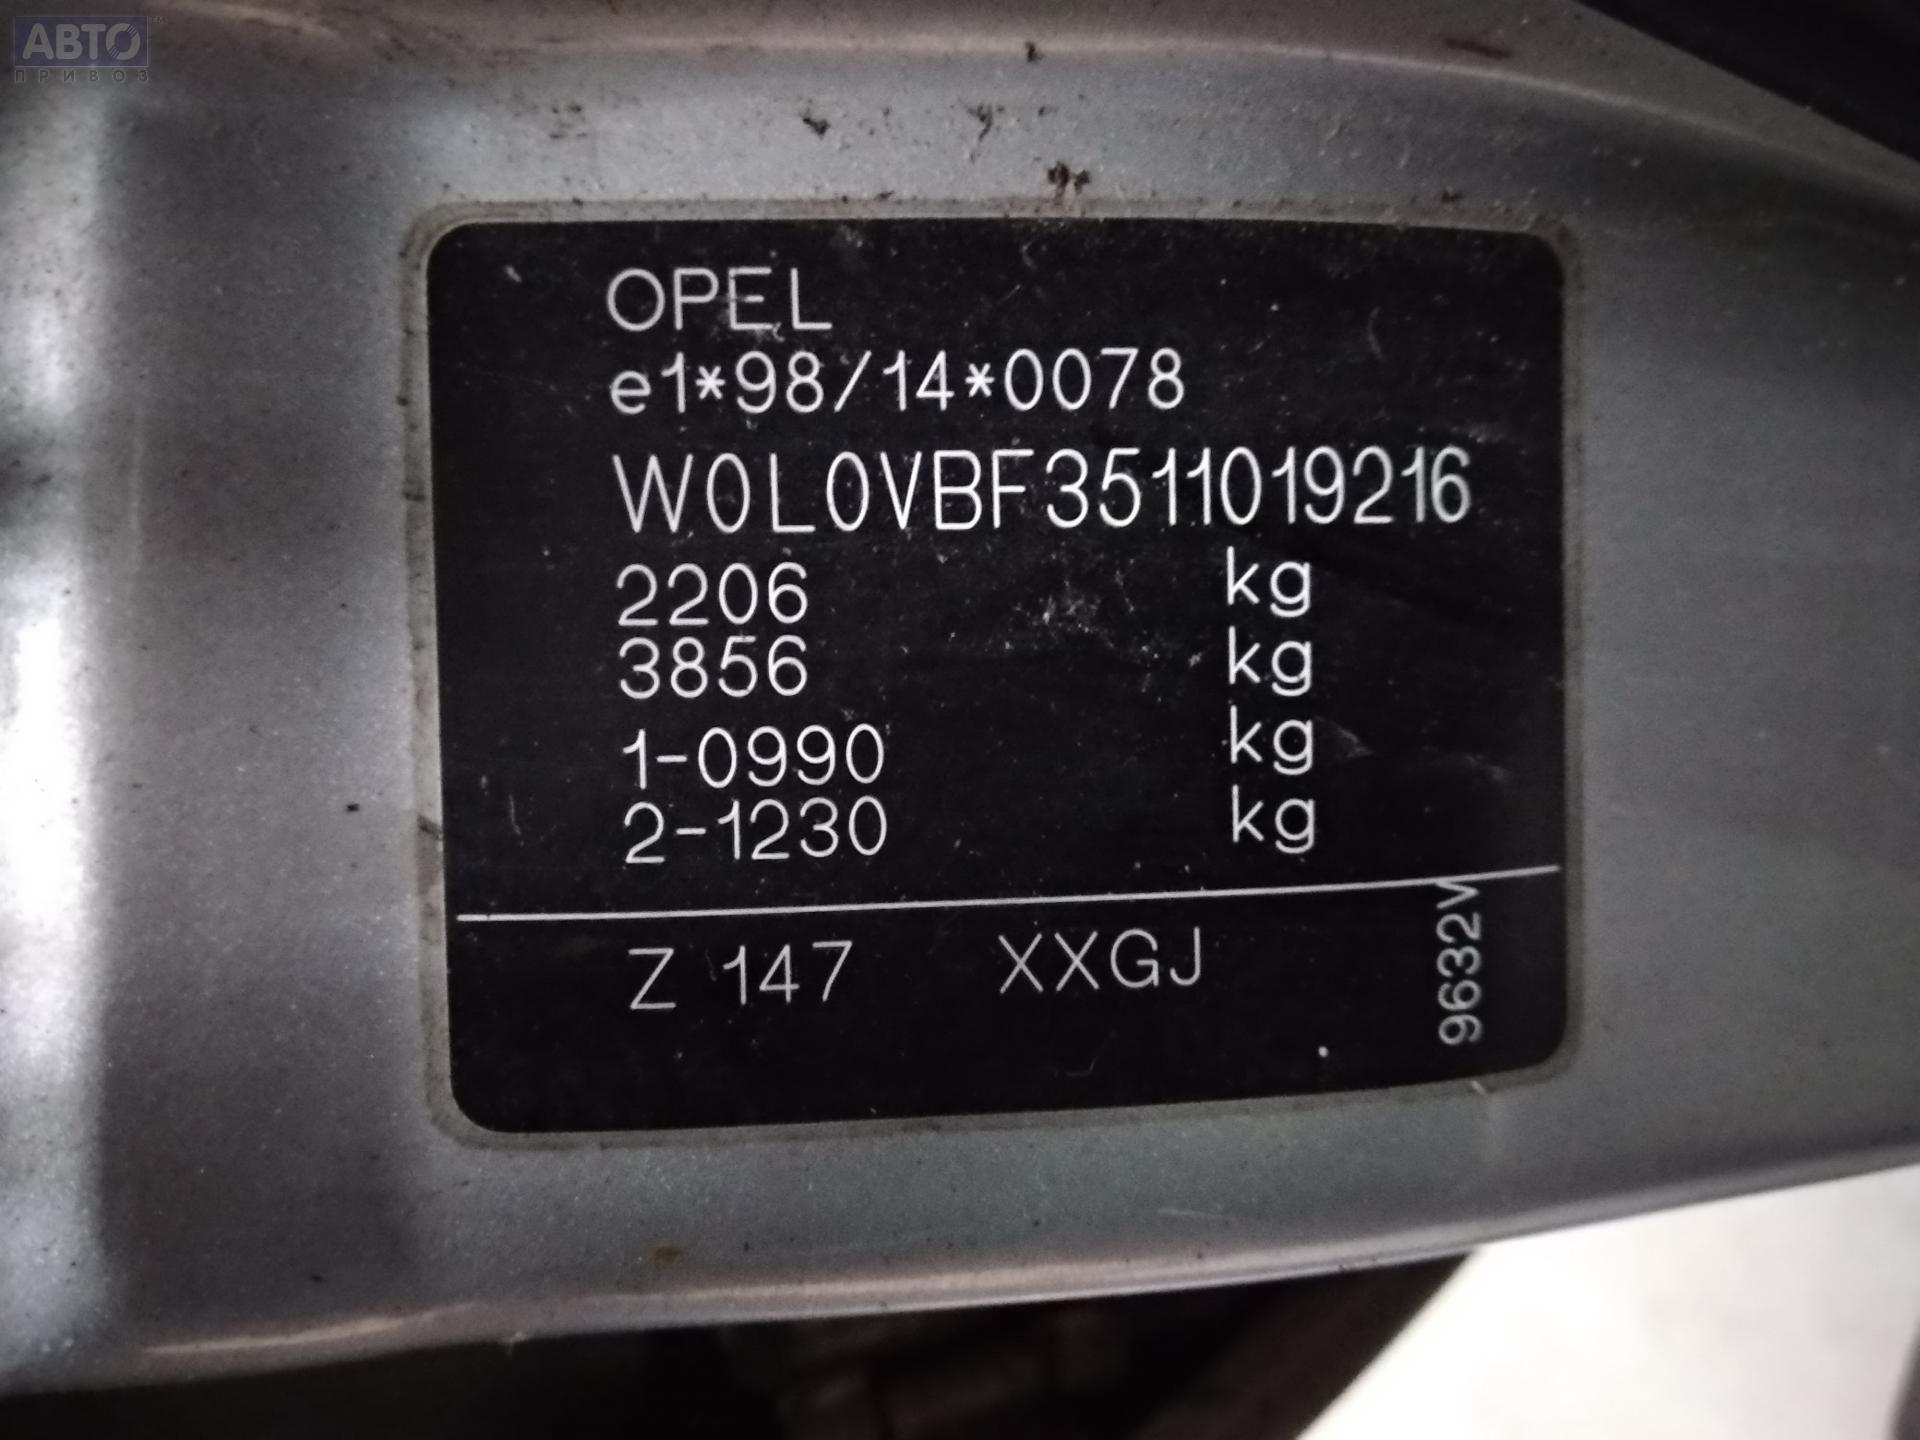 АВТО
ПРИВОЗ
OPEL
e1*98/14*0078
W0L0VBF3511019216
2206 kg
3856 kg
1-0990 kg
2-1230 kg
Z 147 XXGJ
9632V